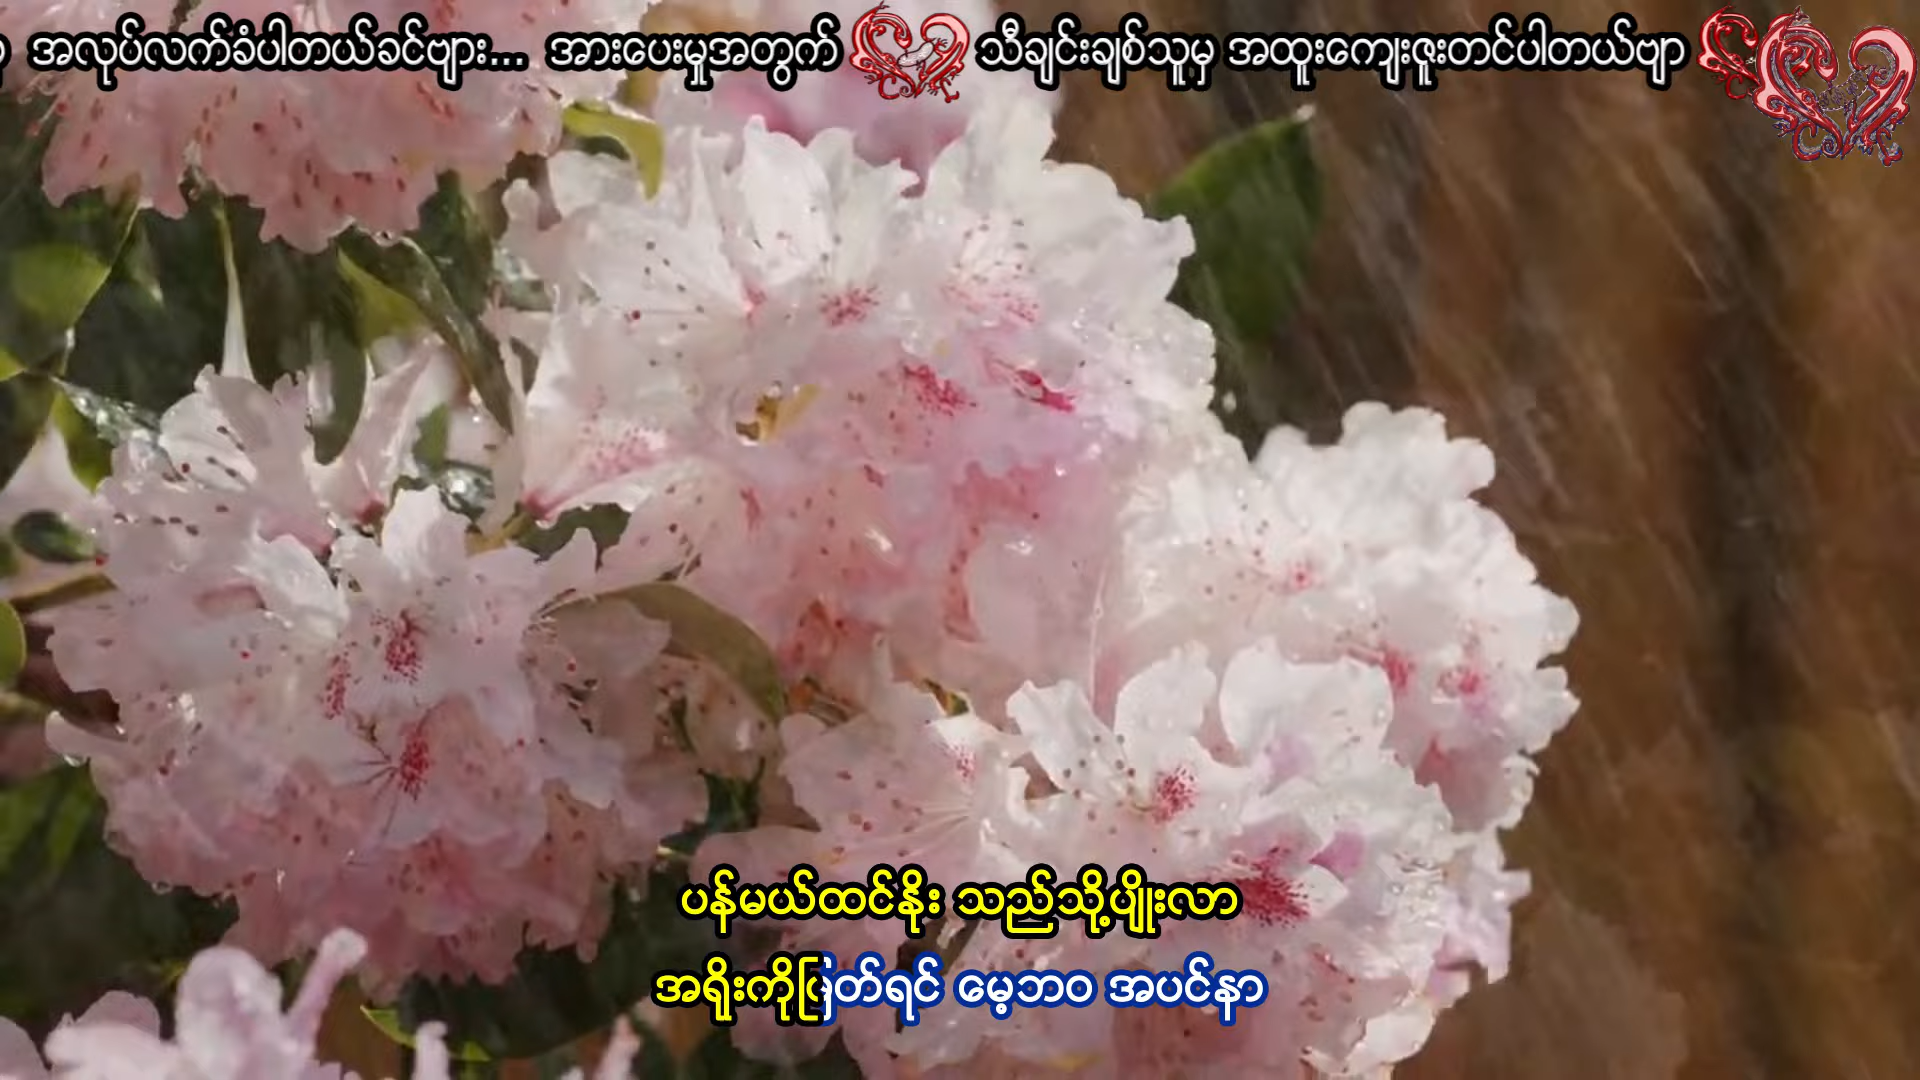 အလုပ်လက်ခံပါတယ်ခင်ဗျား... အားပေးမှုအတွက် သီချင်းချစ်သူမှ အထူးကျေးဇူးတင်ပါတယ်ဗျာ
ပန်မယ်ထင်နိုး သည်သို့ပျိုးလာ
အရိုးကိုဖြတ်ရင် မေ့ဘဝ အပင်နာ